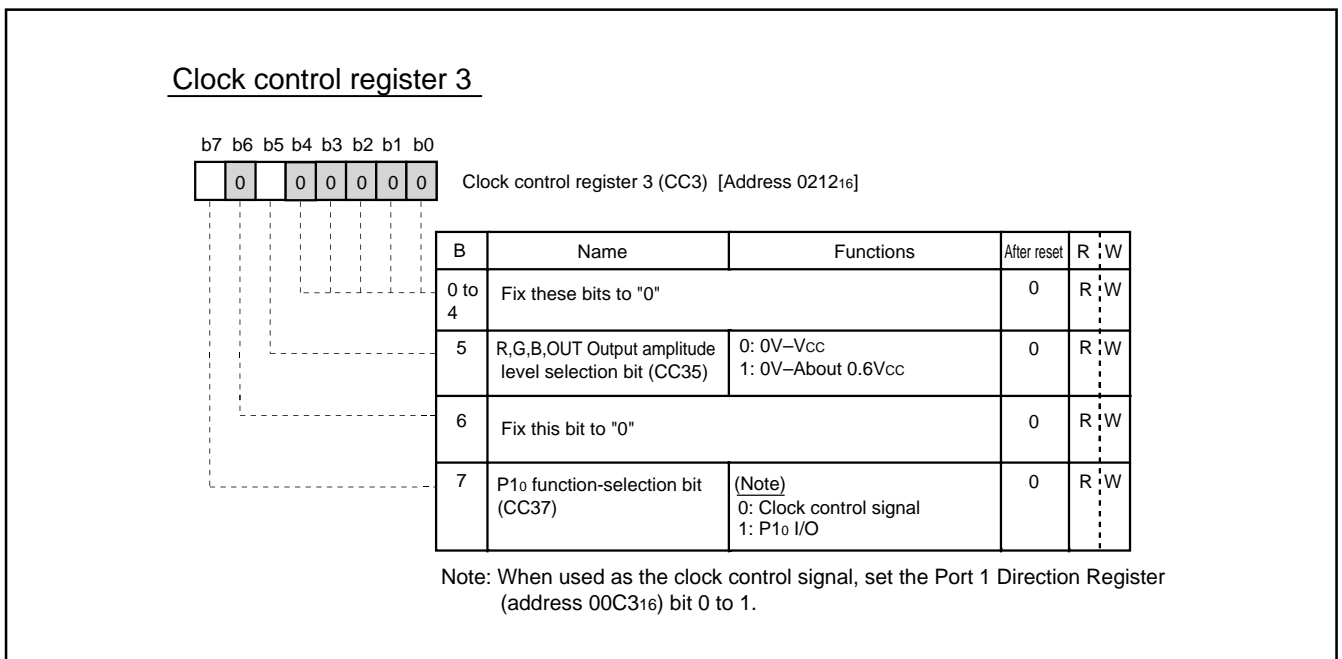 Clock control register 3
b7 b6 b5 b4 b3 b2 b1 b0
0 0 0 0 0 0
Clock control register 3 (CC3) [Address 0212₁₆]
B Name Functions After reset R W
0 to 4 Fix these bits to "0" 0 R W
5 R,G,B,OUT Output amplitude level selection bit (CC35) 0: 0V–VCC 0 R W
1: 0V–About 0.6VCC
6 Fix this bit to "0" 0 R W
7 P1₀ function-selection bit (CC37) (Note) 0 R W
0: Clock control signal
1: P1₀ I/O
Note: When used as the clock control signal, set the Port 1 Direction Register
(address 00C3₁₆) bit 0 to 1.